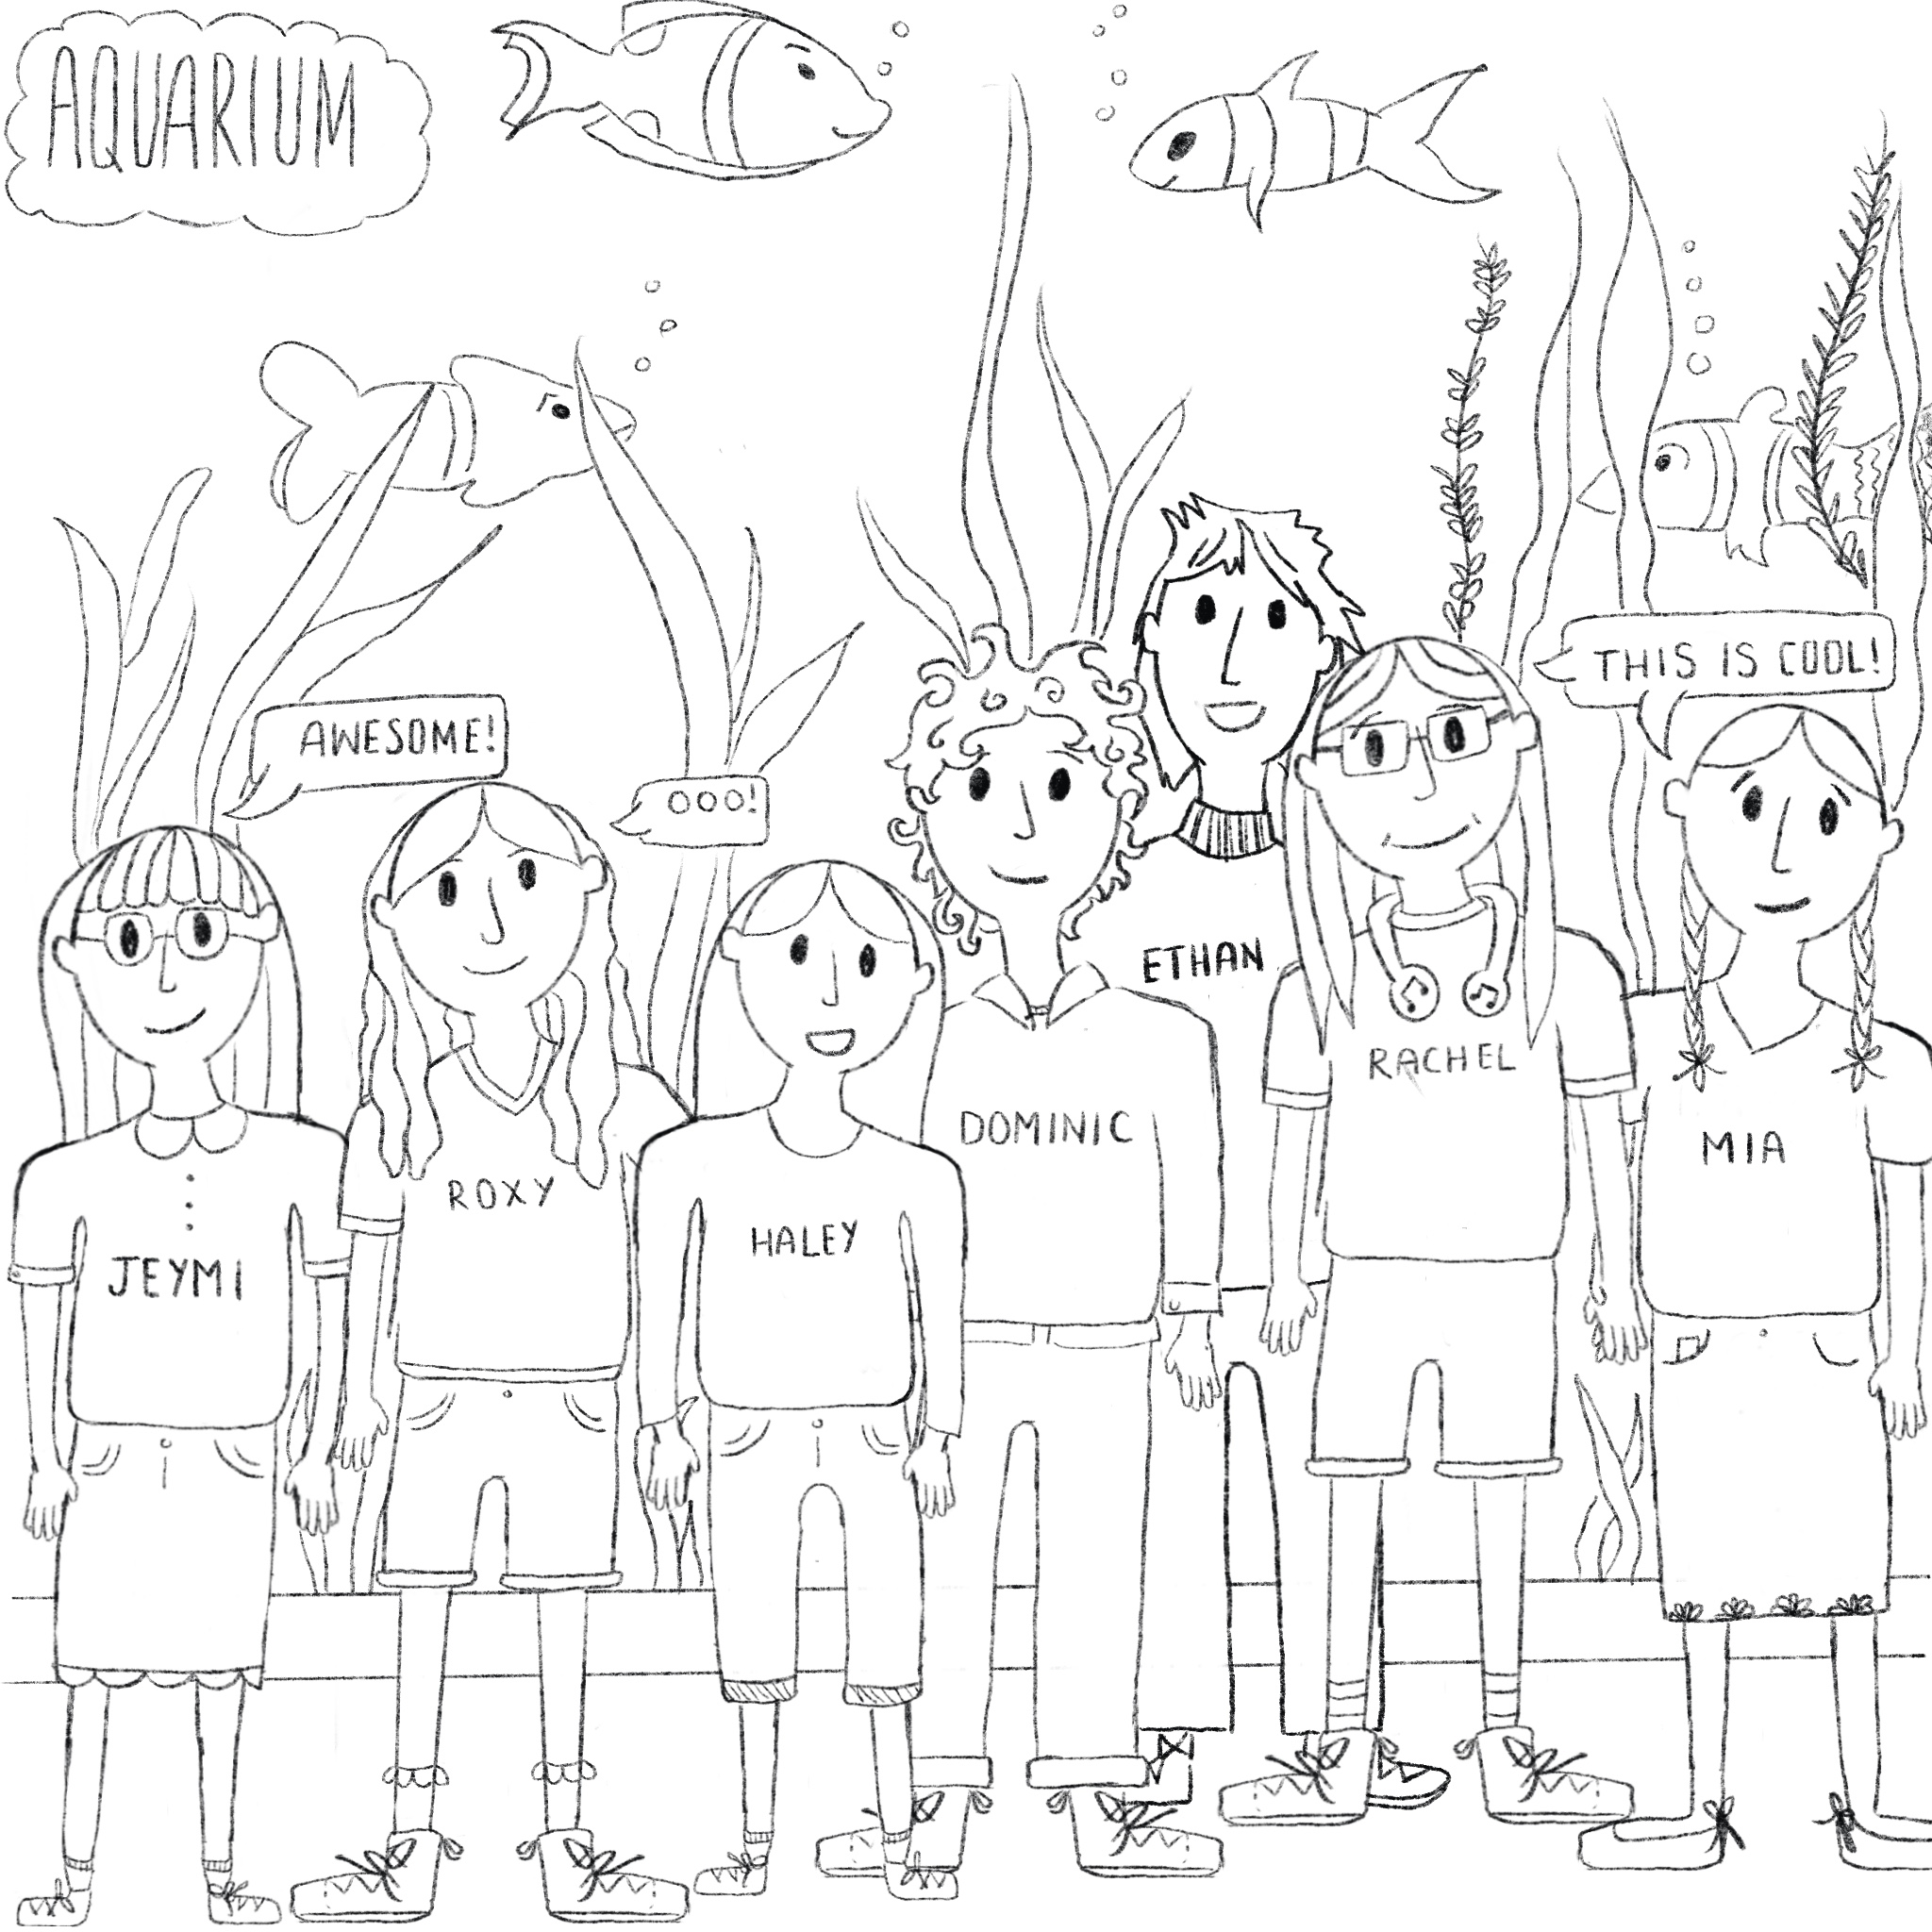 AQUARIUM
AWESOME!
OOO!
THIS IS COOL!
JEYMI
ROXY
HALEY
DOMINIC
ETHAN
RACHEL
MIA